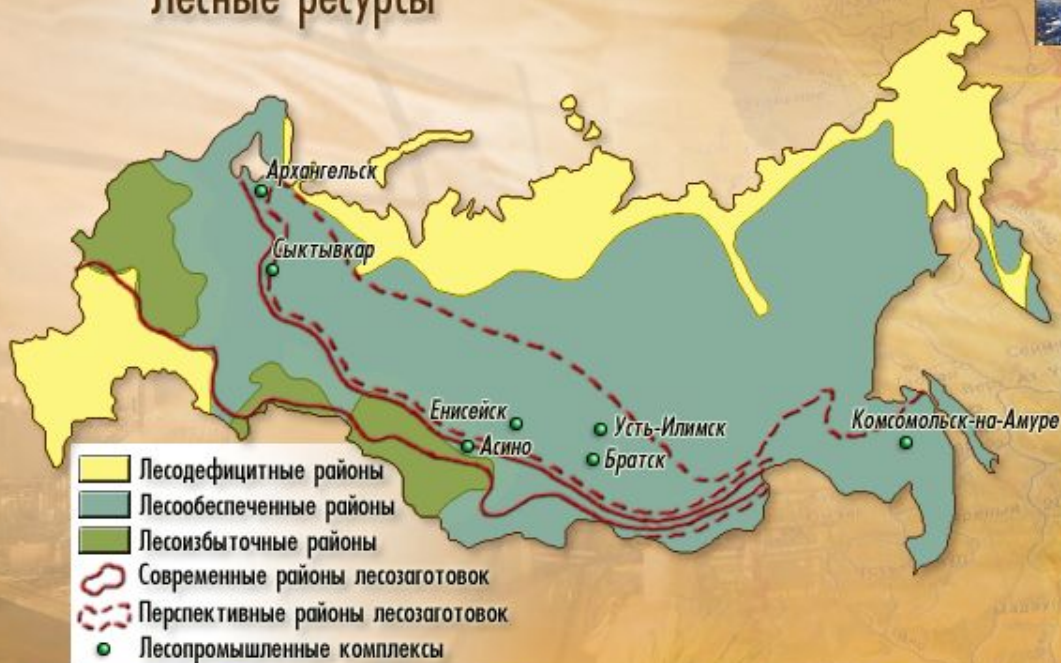 Лесные ресурсы
Архангельск
Сыктывкар
Енисейск
Асино
Усть-Илимск
Братск
Комсомольск-на-Амуре
Лесодефицитные районы
Лесообеспеченные районы
Лесоизбыточные районы
Современные районы лесозаготовок
Перспективные районы лесозаготовок
Лесопромышленные комплексы